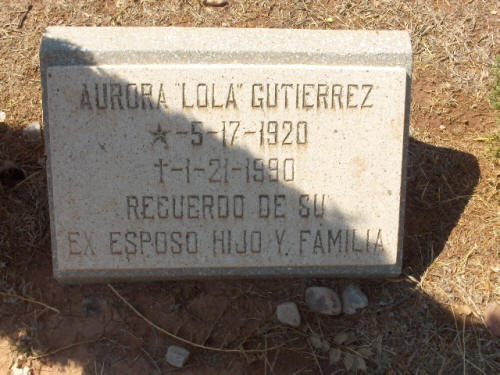 AURORA "LOLA" GUTIERREZ
★-5-17-1920
†-1-21-1990
RECUERDO DE SU
EX ESPOSO HIJO Y FAMILIA